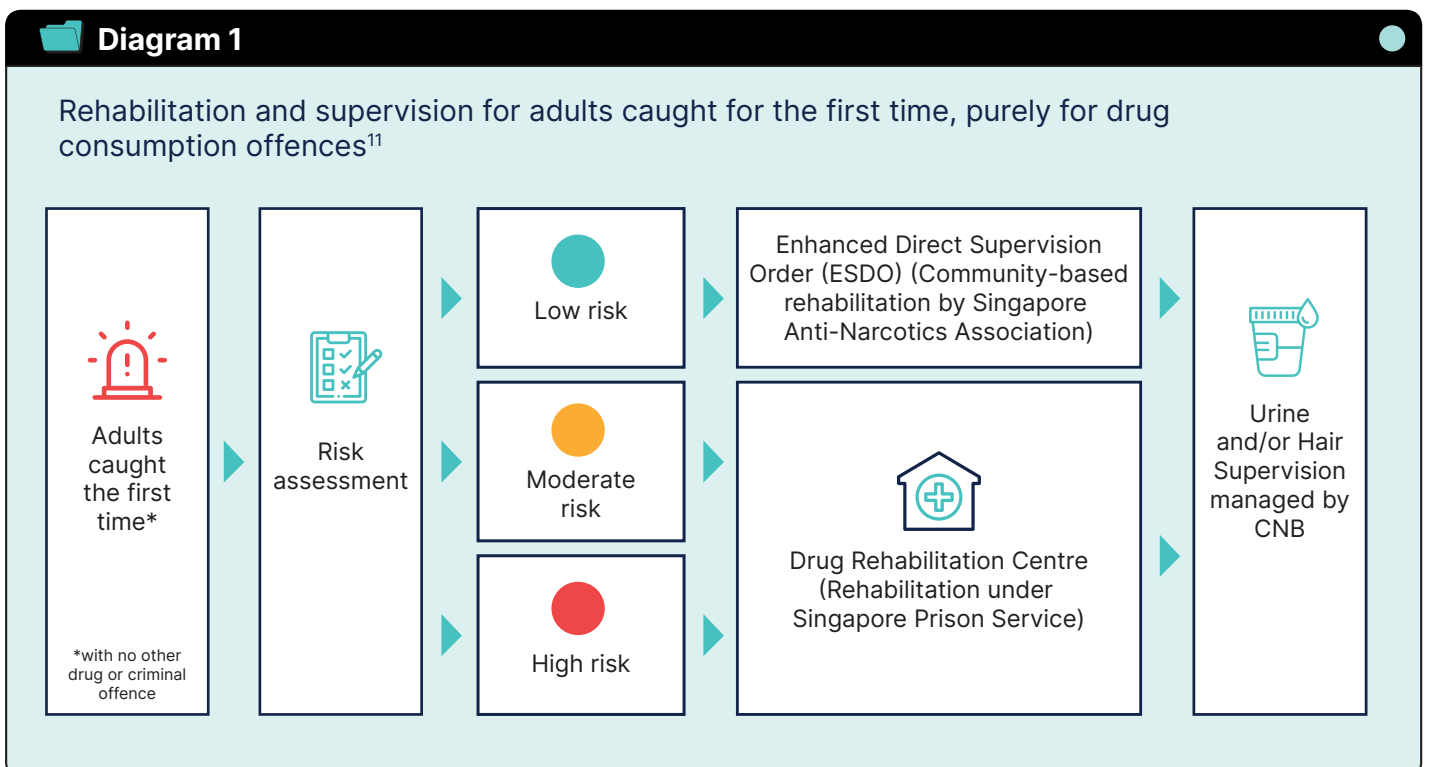 Diagram 1
Rehabilitation and supervision for adults caught for the first time, purely for drug
consumption offences¹¹
Adults
caught
the first
time*
*with no other
drug or criminal
offence
Risk
assessment
Low risk
Moderate
risk
High risk
Enhanced Direct Supervision
Order (ESDO) (Community-based
rehabilitation by Singapore
Anti-Narcotics Association)
Drug Rehabilitation Centre
(Rehabilitation under
Singapore Prison Service)
Urine
and/or Hair
Supervision
managed by
CNB